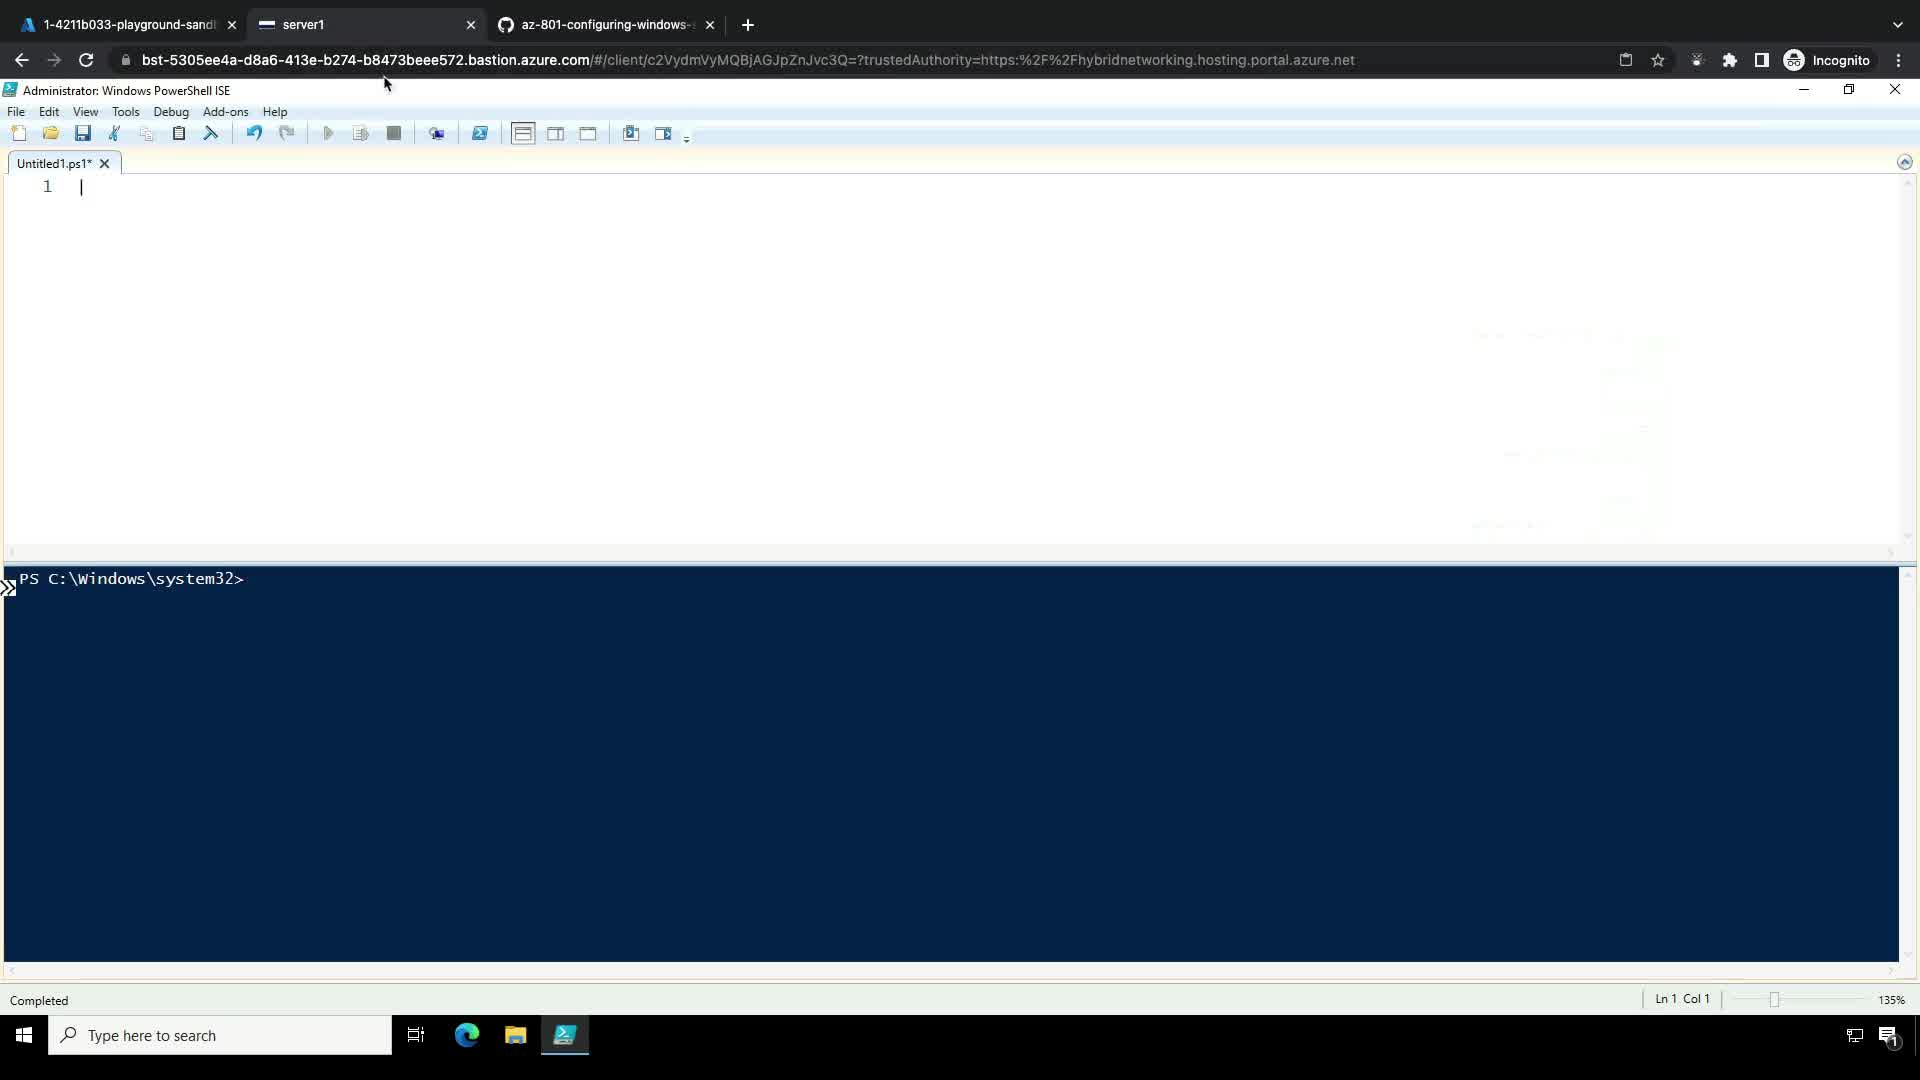 1-4211b033-playground-sand
server1
az-801-configuring-windows-
bst-5305ee4a-d8a6-413e-b274-b8473beee572.bastion.azure.com/#/client/c2VydmVyMQBjAGJpZnJvc3Q=?trustedAuthority=https:%2F%2Fhybridnetworking.hosting.portal.azure.net
Incognito
Administrator: Windows PowerShell ISE
File Edit View Tools Debug Add-ons Help
Untitled1.ps1*
1
PS C:\Windows\system32>
Completed
Ln 1 Col 1
135%
Type here to search
1